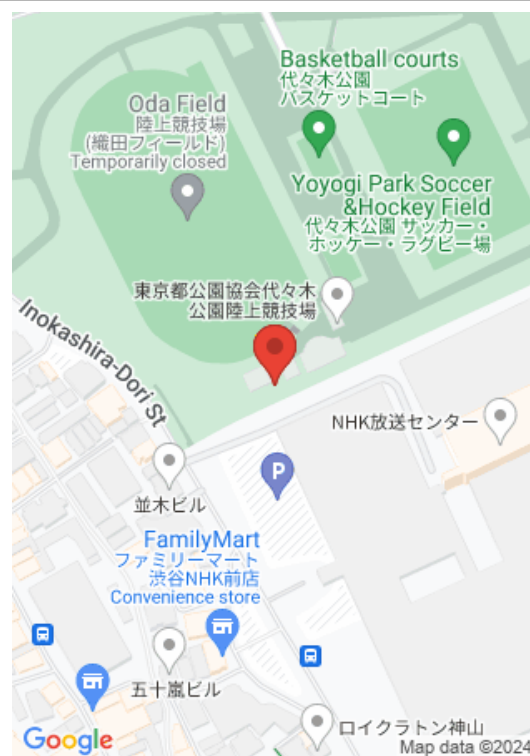 Basketball courts
代々木公園
バスケットコート
Oda Field
陸上競技場
(織田フィールド)
Temporarily closed
Yoyogi Park Soccer
&Hockey Field
代々木公園 サッカー・
ホッケー・ラグビー場
東京都公園協会代々木
公園陸上競技場
Inokashira-Dori St
NHK放送センター
P
並木ビル
FamilyMart
ファミリーマート
渋谷NHK前店
Convenience store
五十嵐ビル
ロイクラトン神山
Google
Map data ©2024